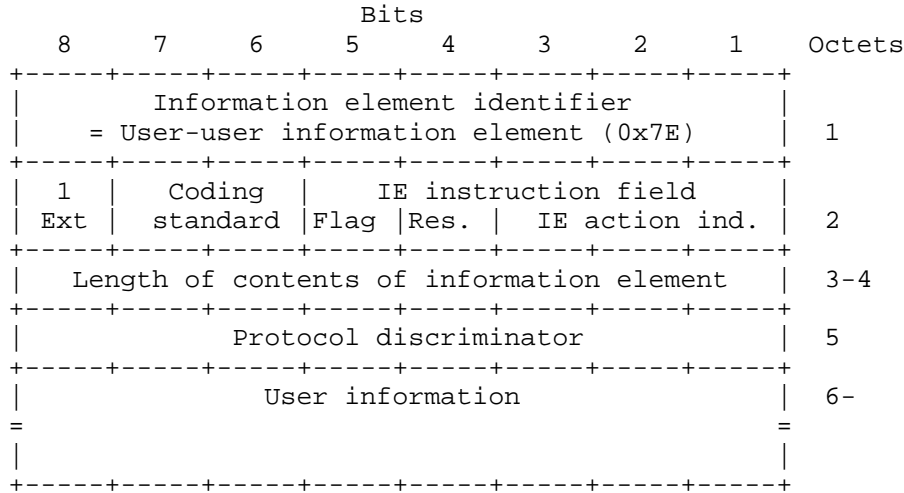 Bits
    8     7     6     5     4     3     2     1   Octets
+-----+-----+-----+-----+-----+-----+-----+-----+
|         Information element identifier        |
|    = User-user information element (0x7E)     |  1
+-----+-----+-----+-----+-----+-----+-----+-----+
|  1  |   Coding    |    IE instruction field     |
| Ext |  standard |Flag |Res. |  IE action ind. |  2
+-----+-----+-----+-----+-----+-----+-----+-----+
|   Length of contents of information element   |  3-4
+-----+-----+-----+-----+-----+-----+-----+-----+
|             Protocol discriminator            |  5
+-----+-----+-----+-----+-----+-----+-----+-----+
|               User information                |  6-
=                                               =
|                                               |
+-----+-----+-----+-----+-----+-----+-----+-----+